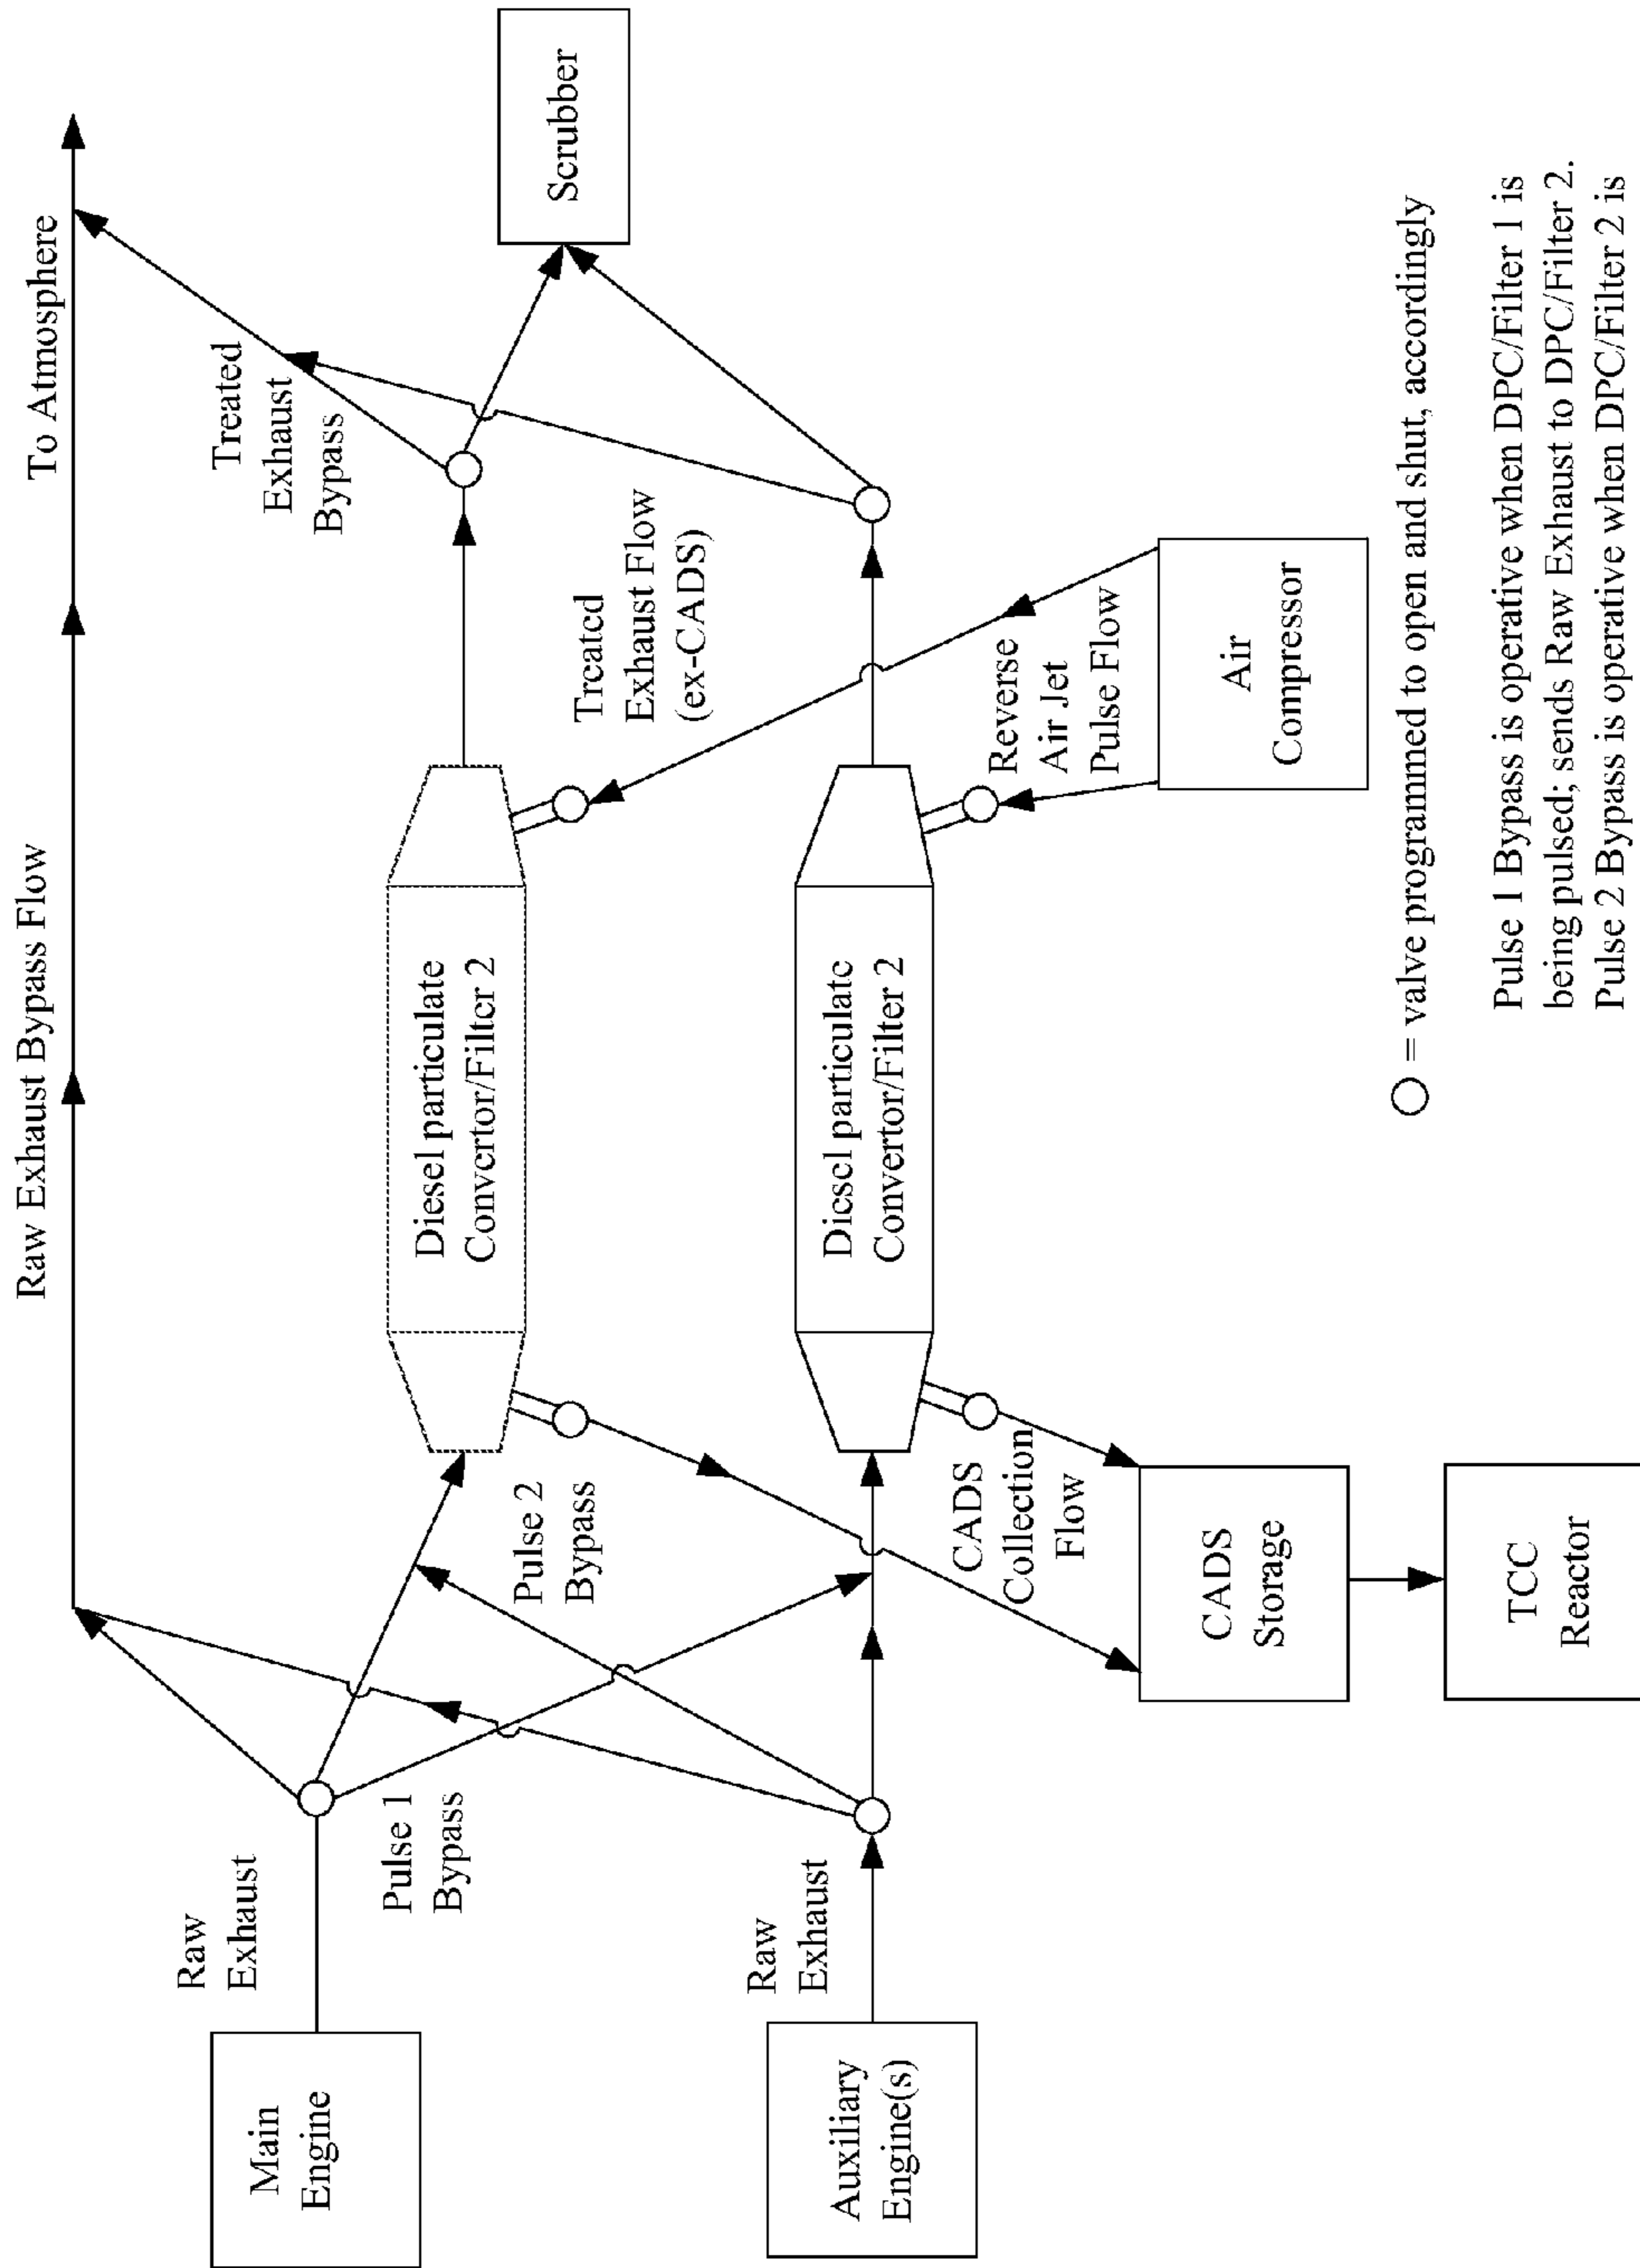 Raw Exhaust Bypass Flow
To Atmosphere
Main
Engine
Raw
Exhaust
Pulse 1
Bypass
Pulse 2
Bypass
Diesel particulate
Convertor/Filter 2
Treated
Exhaust
Bypass
Treated
Exhaust Flow
(ex-CADS)
Scrubber
Auxiliary
Engine(s)
Raw
Exhaust
Diesel particulate
Convertor/Filter 2
CADS
Collection
Flow
Reverse
Air Jet
Pulse Flow
CADS
Storage
Air
Compressor
TCC
Reactor
= valve programmed to open and shut, accordingly
Pulse 1 Bypass is operative when DPC/Filter 1 is
being pulsed; sends Raw Exhaust to DPC/Filter 2.
Pulse 2 Bypass is operative when DPC/Filter 2 is